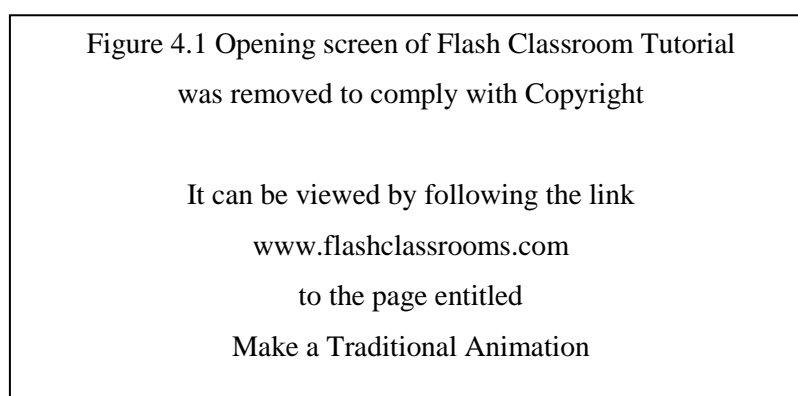 Figure 4.1 Opening screen of Flash Classroom Tutorial
was removed to comply with Copyright
It can be viewed by following the link
www.flashclassrooms.com
to the page entitled
Make a Traditional Animation